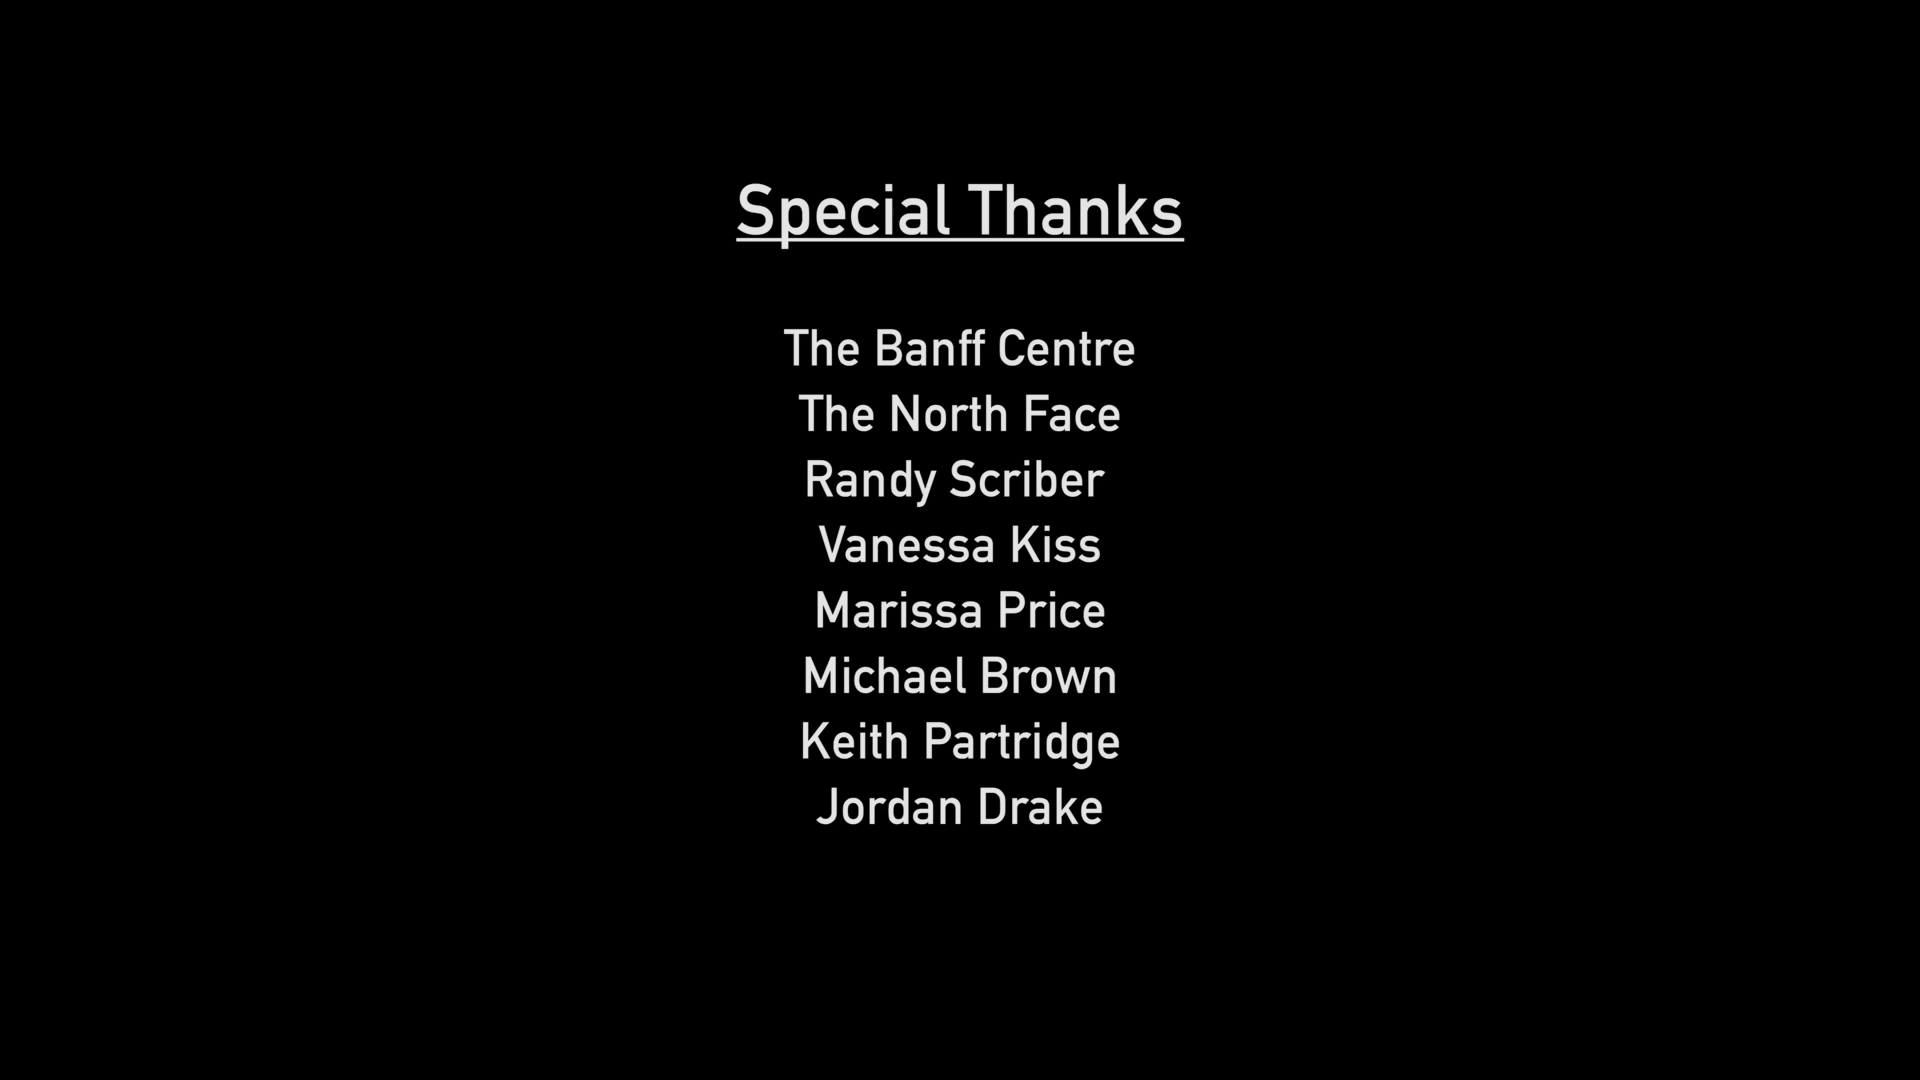 Special Thanks
The Banff Centre
The North Face
Randy Scriber
Vanessa Kiss
Marissa Price
Michael Brown
Keith Partridge
Jordan Drake